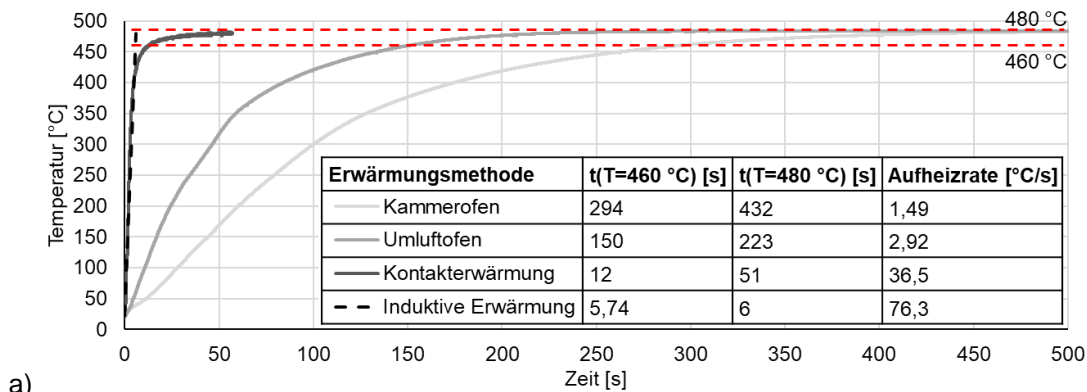 480 °C
460 °C
500
450
400
350
300
250
200
150
100
50
0
Temperatur [°C]
Erwärmungsmethode t(T=460 °C) [s] t(T=480 °C) [s] Aufheizrate [°C/s]
Kammerofen 294 432 1,49
Umluftofen 150 223 2,92
Kontakterwärmung 12 51 36,5
Induktive Erwärmung 5,74 6 76,3
0 50 100 150 200 250 300 350 400 450 500
Zeit [s]
a)